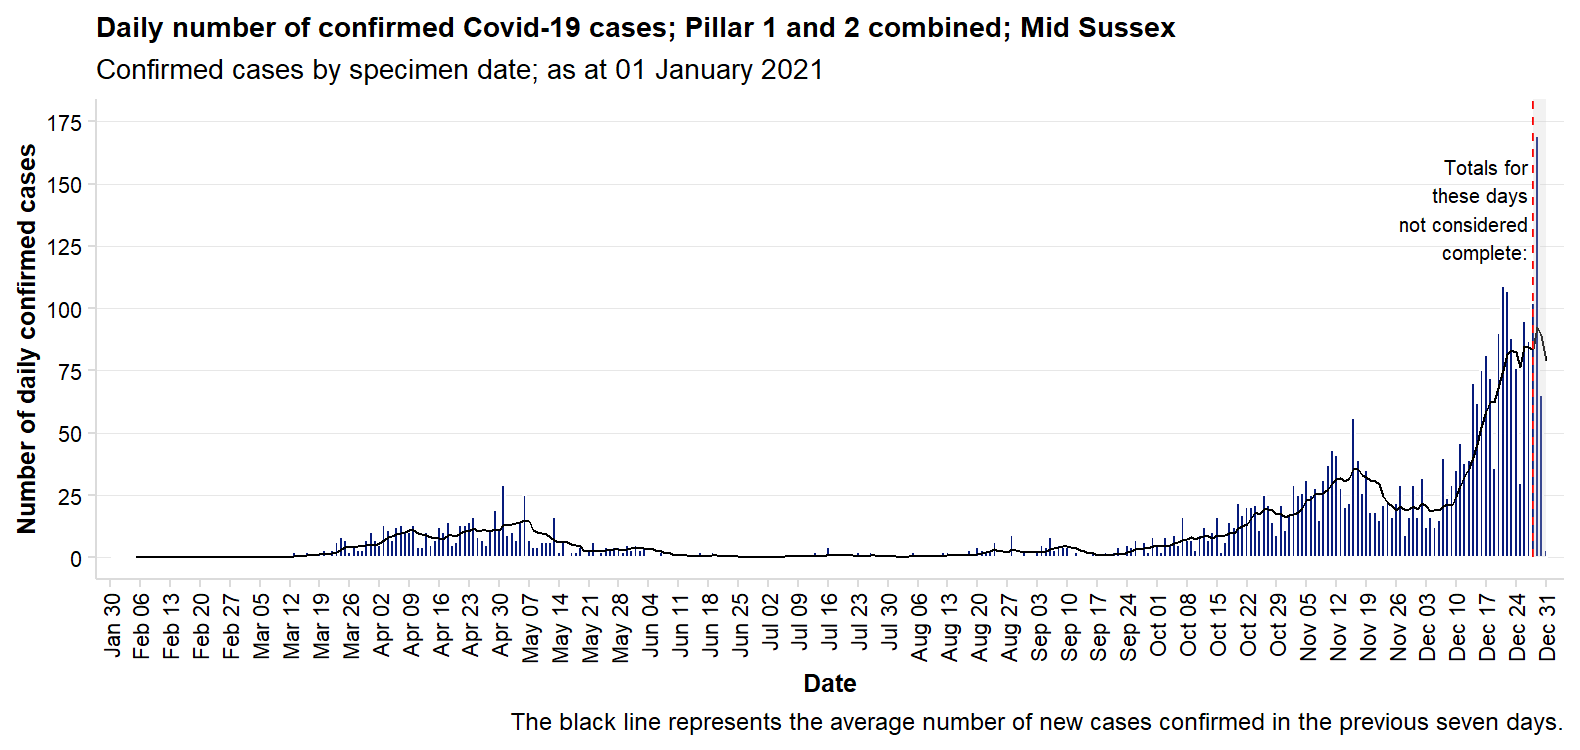 Daily number of confirmed Covid-19 cases; Pillar 1 and 2 combined; Mid Sussex
Confirmed cases by specimen date; as at 01 January 2021
Number of daily confirmed cases
175
150
125
100
75
50
25
0
Totals for
these days
not considered
complete:
Jan 30
Feb 06
Feb 13
Feb 20
Feb 27
Mar 05
Mar 12
Mar 19
Mar 26
Apr 02
Apr 09
Apr 16
Apr 23
Apr 30
May 07
May 14
May 21
May 28
Jun 04
Jun 11
Jun 18
Jun 25
Jul 02
Jul 09
Jul 16
Jul 23
Jul 30
Aug 06
Aug 13
Aug 20
Aug 27
Sep 03
Sep 10
Sep 17
Sep 24
Oct 01
Oct 08
Oct 15
Oct 22
Oct 29
Nov 05
Nov 12
Nov 19
Nov 26
Dec 03
Dec 10
Dec 17
Dec 24
Dec 31
Date
The black line represents the average number of new cases confirmed in the previous seven days.